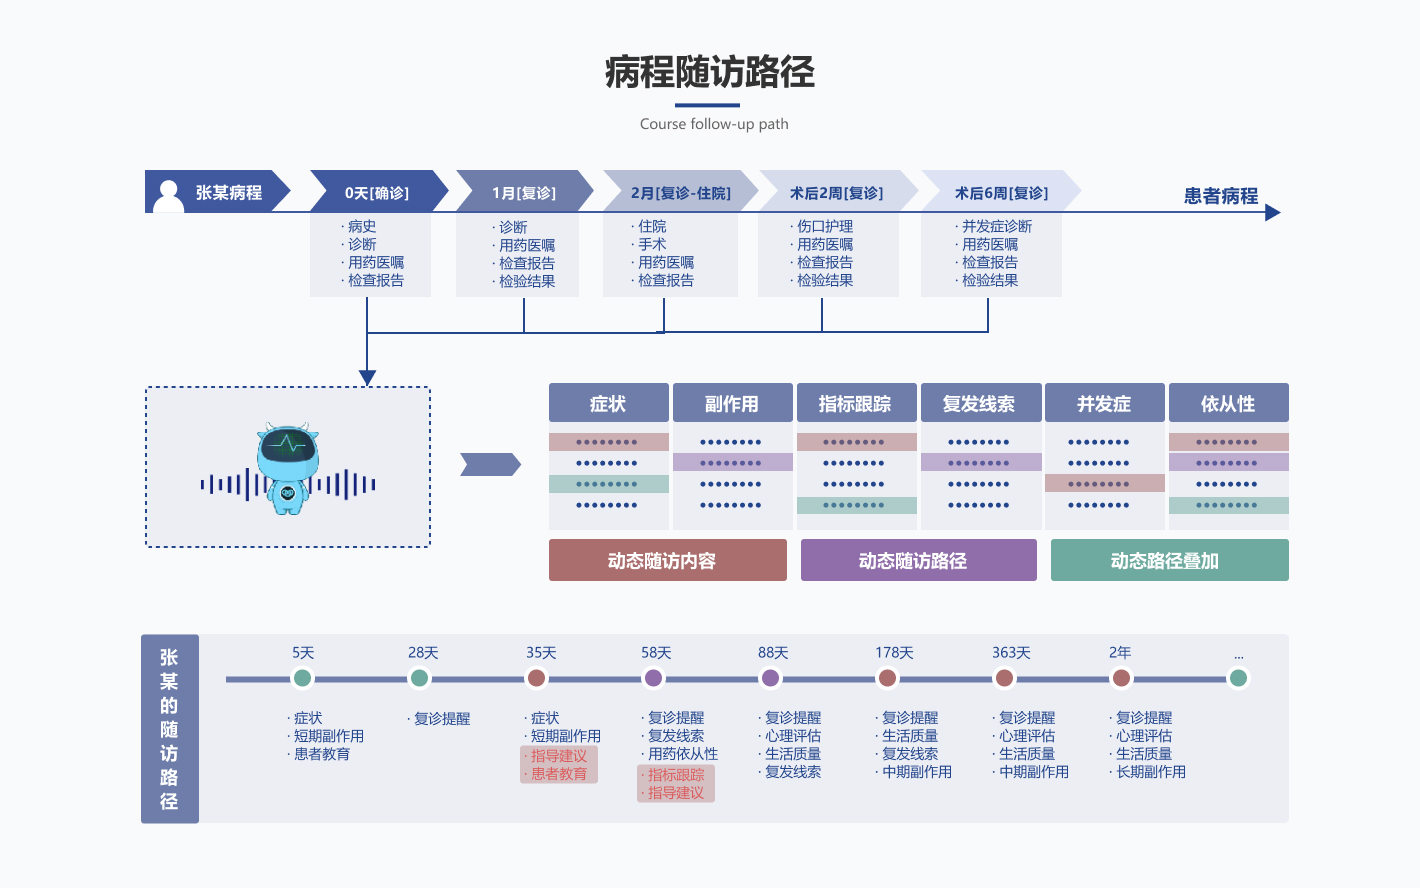 病程随访路径
Course follow-up path
张某病程
0天[确诊]
1月[复诊]
2月[复诊-住院]
术后2周[复诊]
术后6周[复诊]
患者病程
· 病史
· 诊断
· 用药医嘱
· 检查报告
· 诊断
· 用药医嘱
· 检查报告
· 检验结果
· 住院
· 手术
· 用药医嘱
· 检查报告
· 伤口护理
· 用药医嘱
· 检查报告
· 检验结果
· 并发症诊断
· 用药医嘱
· 检查报告
· 检验结果
症状
副作用
指标跟踪
复发线索
并发症
依从性
动态随访内容
动态随访路径
动态路径叠加
张某的随访路径
5天
28天
35天
58天
88天
178天
363天
2年
...
· 症状
· 短期副作用
· 患者教育
· 复诊提醒
· 症状
· 短期副作用
· 指导建议
· 患者教育
· 复诊提醒
· 复发线索
· 用药依从性
· 指标跟踪
· 指导建议
· 复诊提醒
· 心理评估
· 生活质量
· 复发线索
· 复诊提醒
· 生活质量
· 复发线索
· 中期副作用
· 复诊提醒
· 心理评估
· 生活质量
· 中期副作用
· 复诊提醒
· 心理评估
· 生活质量
· 长期副作用